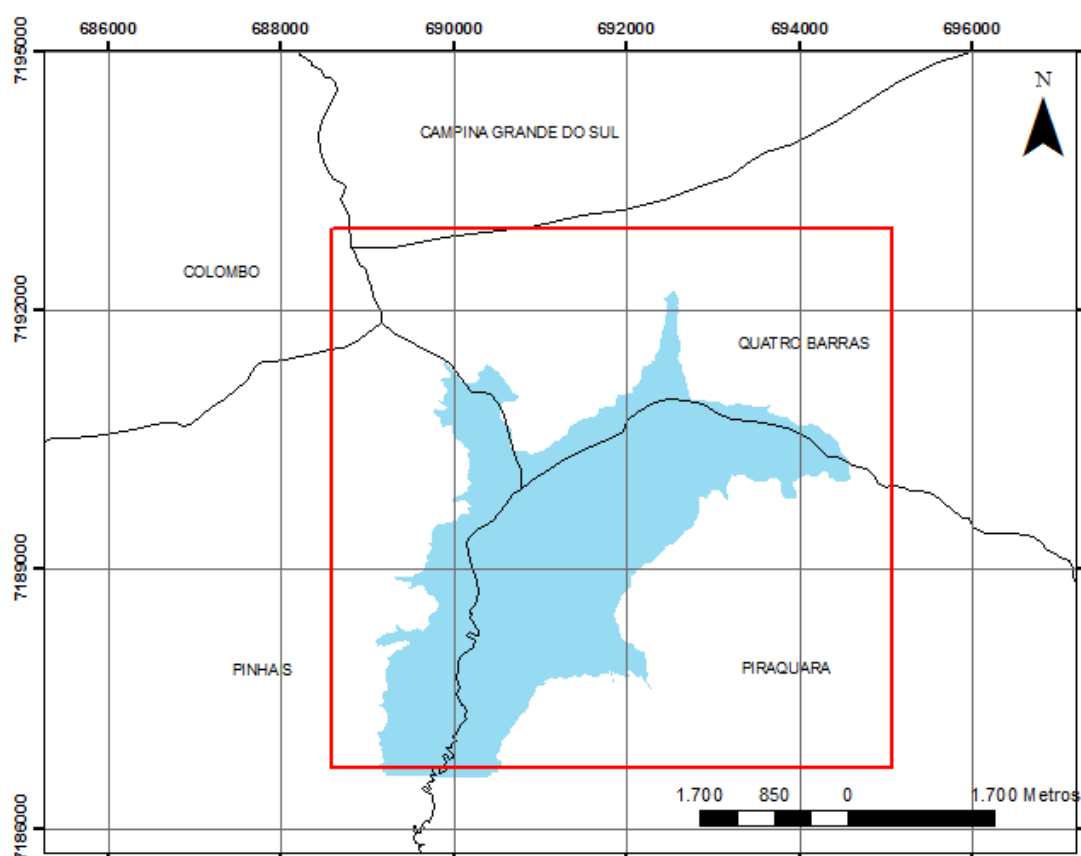 686000 688000 690000 692000 694000 696000
7195000
N
CAMPINA GRANDE DO SUL
COLOMBO
7192000
QUATRO BARRAS
7189000
PINHAIS
PIRAQUARA
1.700 850 0 1.700 Metros
7186000